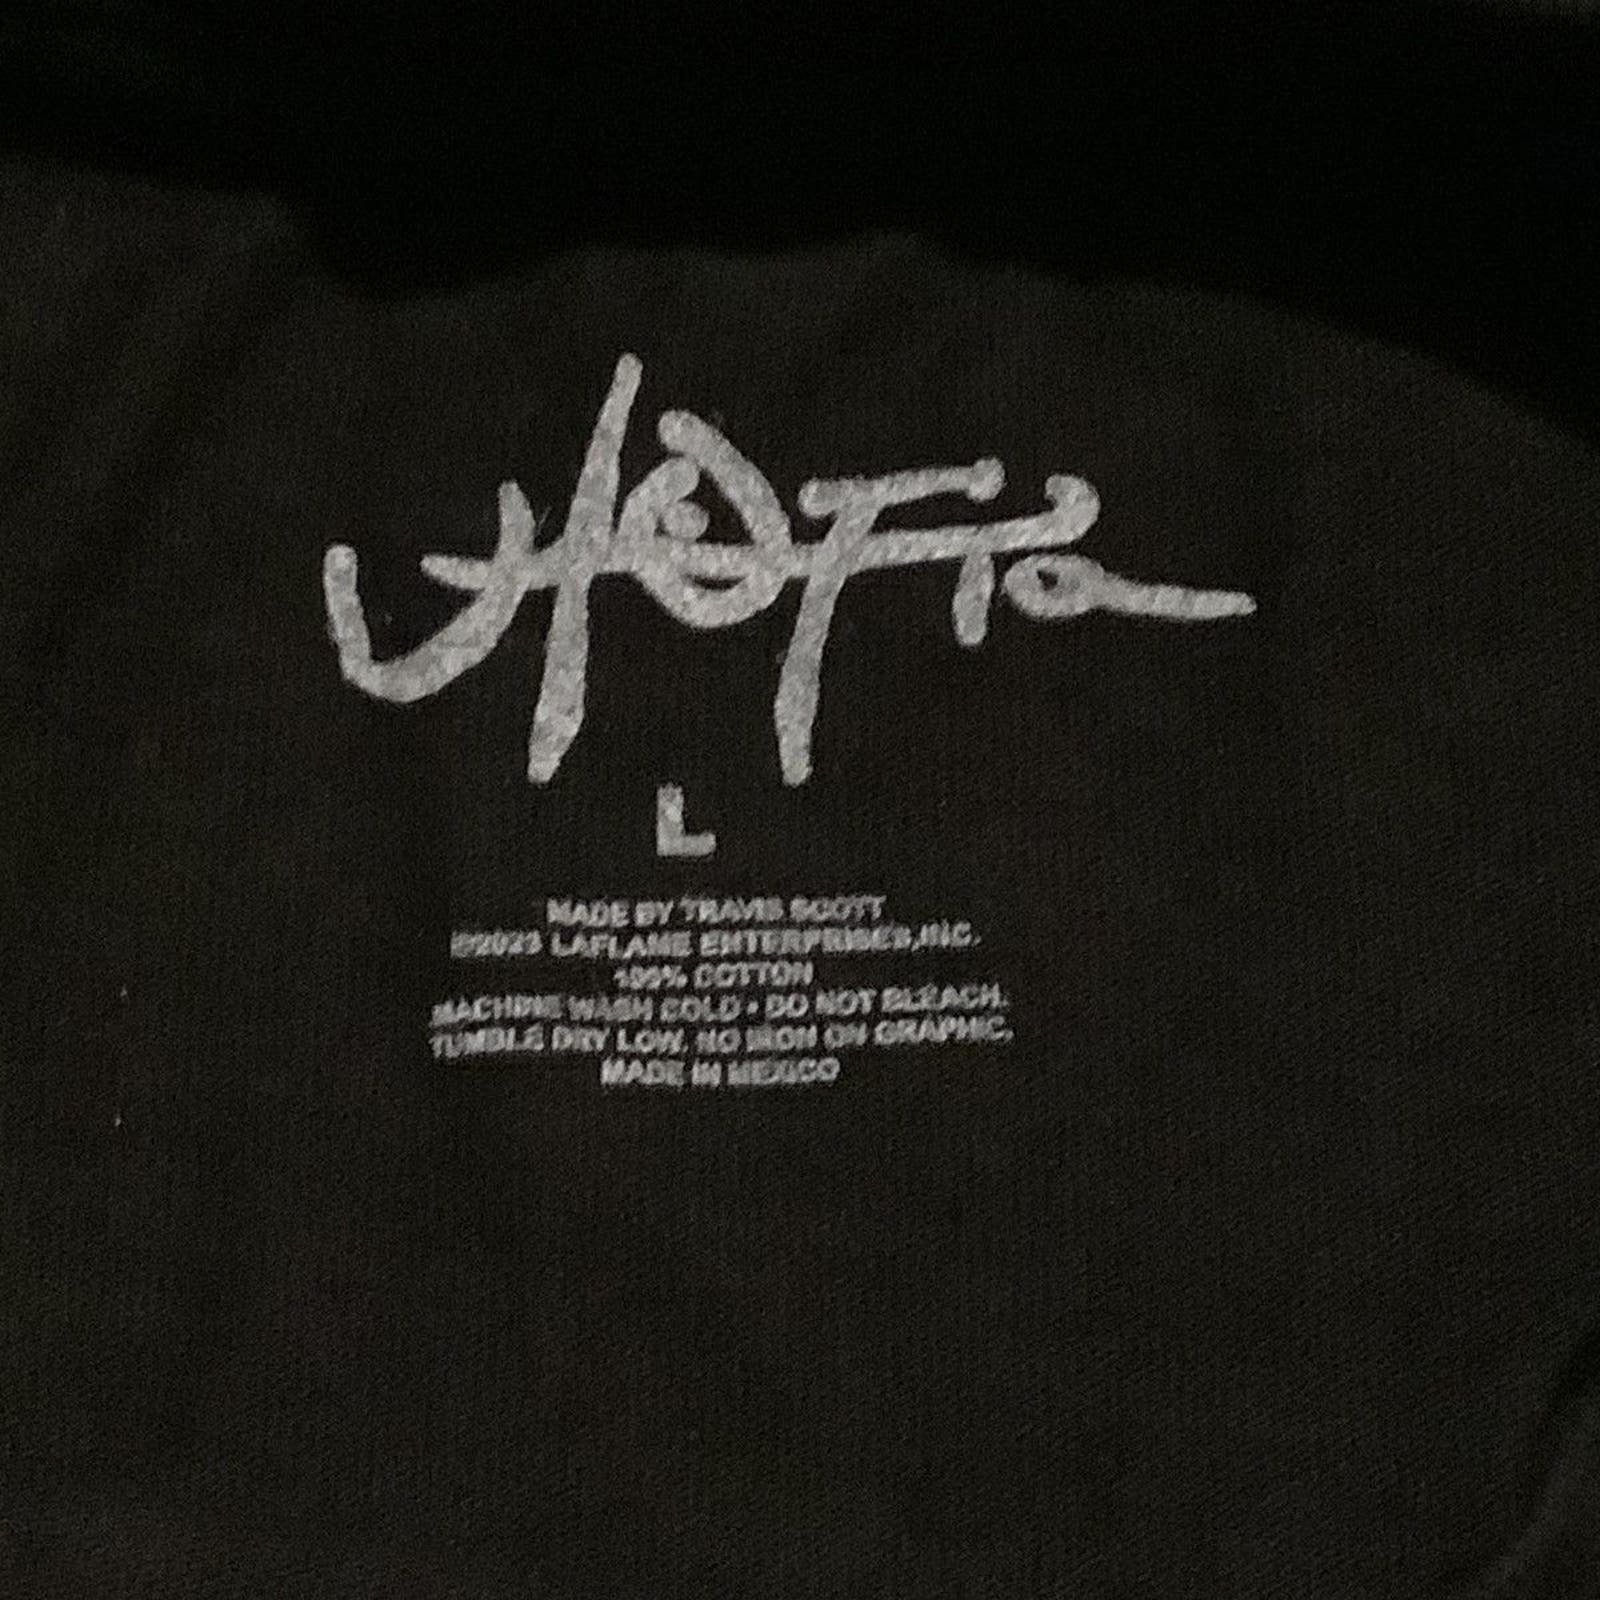 L
MADE BY TRAVIS SCOTT
©2023 LAFLAME ENTERPRISES,INC.
100% COTTON
MACHINE WASH COLD • DO NOT BLEACH.
TUMBLE DRY LOW. NO IRON ON GRAPHIC.
MADE IN MEXICO